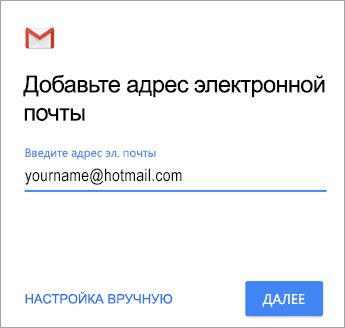 Добавьте адрес электронной
почты
Введите адрес эл. почты
yourname@hotmail.com
НАСТРОЙКА ВРУЧНУЮ
ДАЛЕЕ